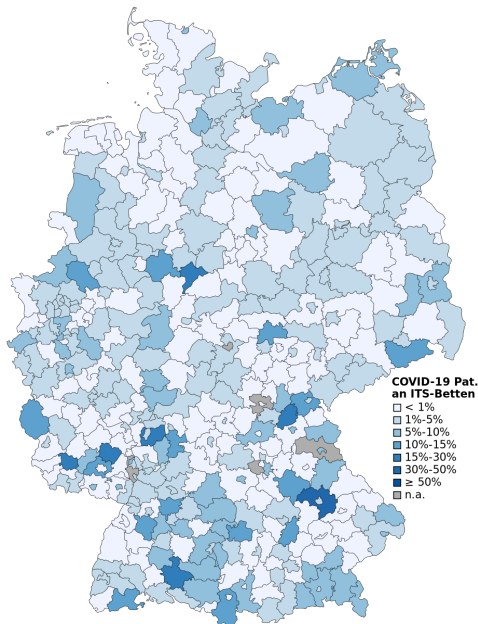 COVID-19 Pat.
an ITS-Betten
< 1%
1%-5%
5%-10%
10%-15%
15%-30%
30%-50%
≥ 50%
n.a.